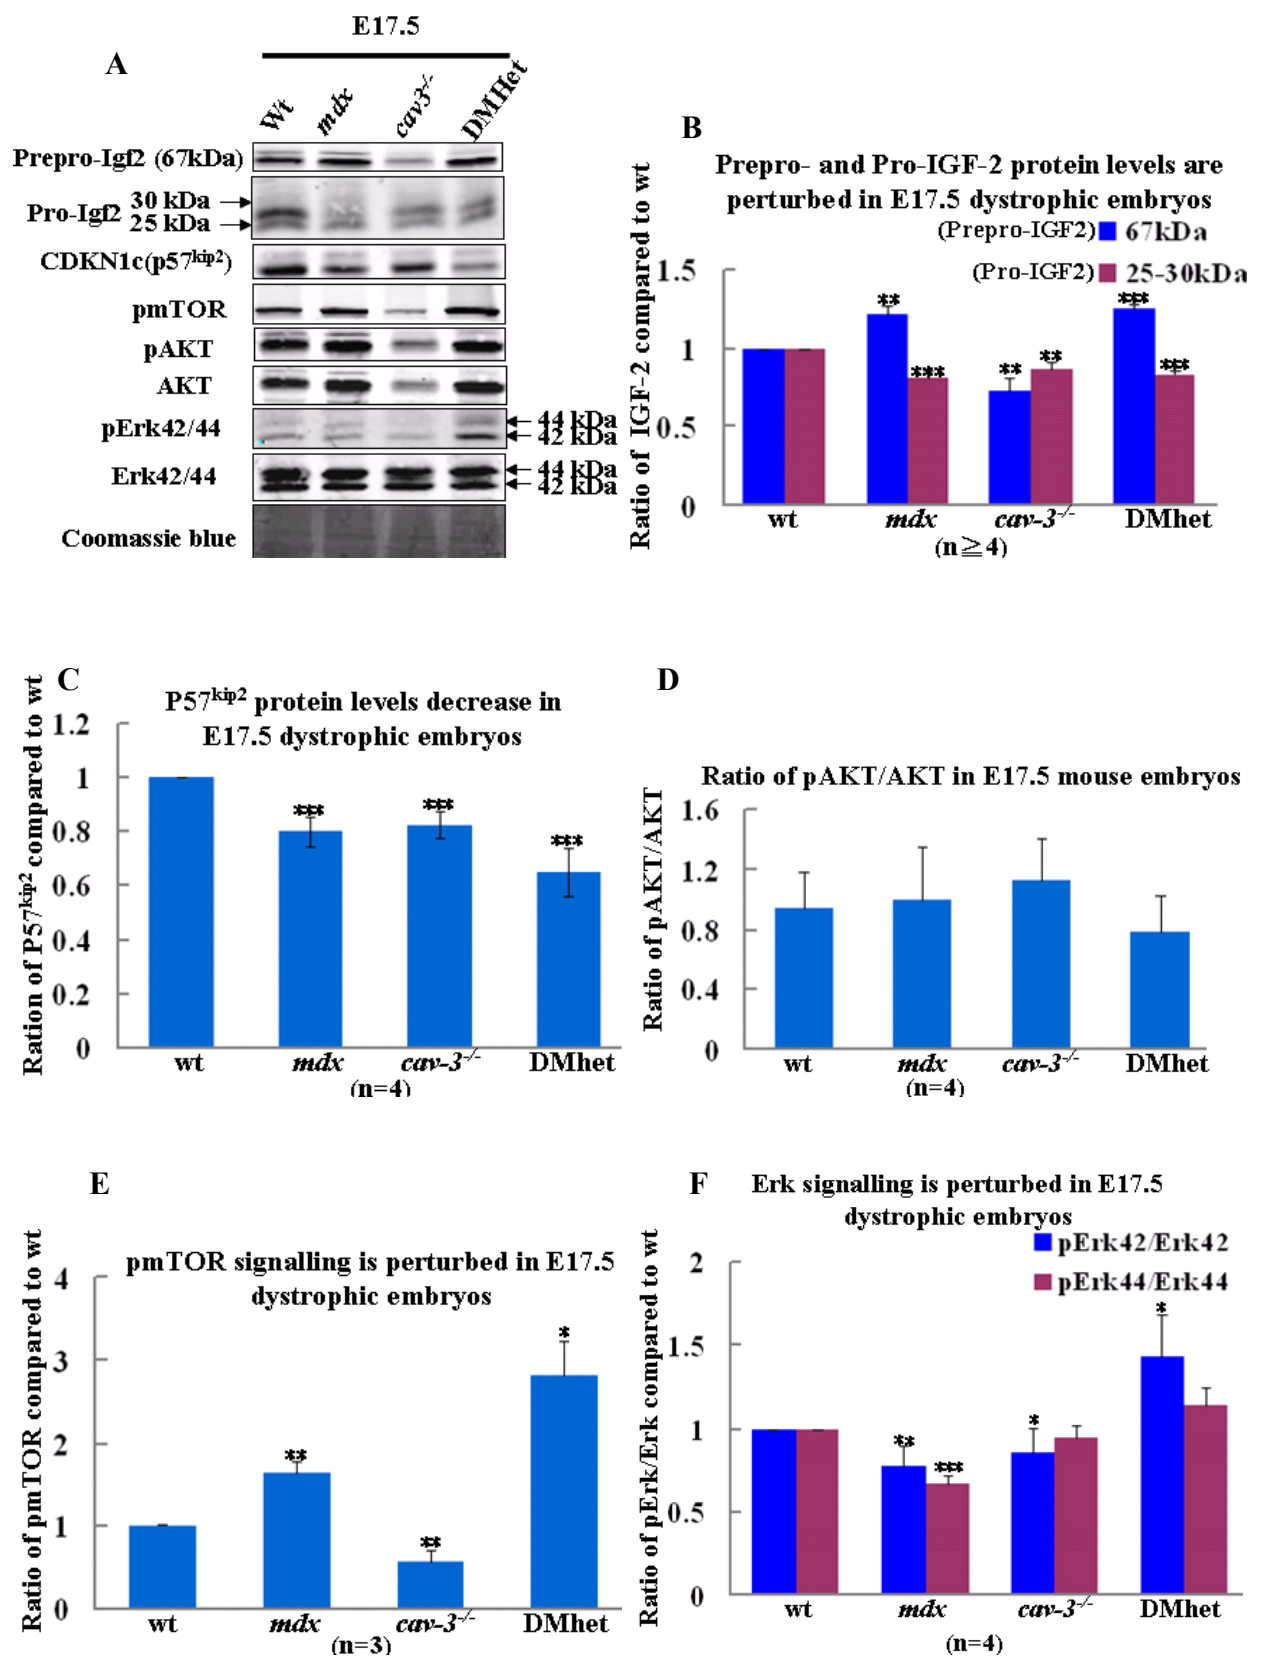 E17.5
A
Wt mdx cav3-/- DMHet
Prepro-Igf2 (67kDa)
Pro-Igf2 30 kDa
25 kDa
CDKN1c(p57kip2)
pmTOR
pAKT
AKT
pErk42/44 44 kDa
42 kDa
Erk42/44 44 kDa
42 kDa
Coomassie blue
B
Prepro- and Pro-IGF-2 protein levels are
perturbed in E17.5 dystrophic embryos
(Prepro-IGF2) 67kDa
(Pro-IGF2) 25-30kDa
Ratio of IGF-2 compared to wt
1.5
1
0.5
0
** *** ** ** *** ***
wt mdx cav-3-/- DMhet
(n≧4)
C
P57kip2 protein levels decrease in
E17.5 dystrophic embryos
Ration of P57kip2 compared to wt
1.2
1
0.8
0.6
0.4
0.2
0
*** *** ***
wt mdx cav-3-/- DMhet
(n=4)
D
Ratio of pAKT/AKT in E17.5 mouse embryos
Ratio of pAKT/AKT
1.6
1.2
0.8
0.4
0
wt mdx cav-3-/- DMhet
(n=4)
E
pmTOR signalling is perturbed in E17.5
dystrophic embryos
Ratio of pmTOR compared to wt
4
3
2
1
0
** ** *
wt mdx cav-3-/- DMhet
(n=3)
F
Erk signalling is perturbed in E17.5
dystrophic embryos
pErk42/Erk42
pErk44/Erk44
Ratio of pErk/Erk compared to wt
2
1.5
1
0.5
0
** *** * *
wt mdx cav-3-/- DMhet
(n=4)